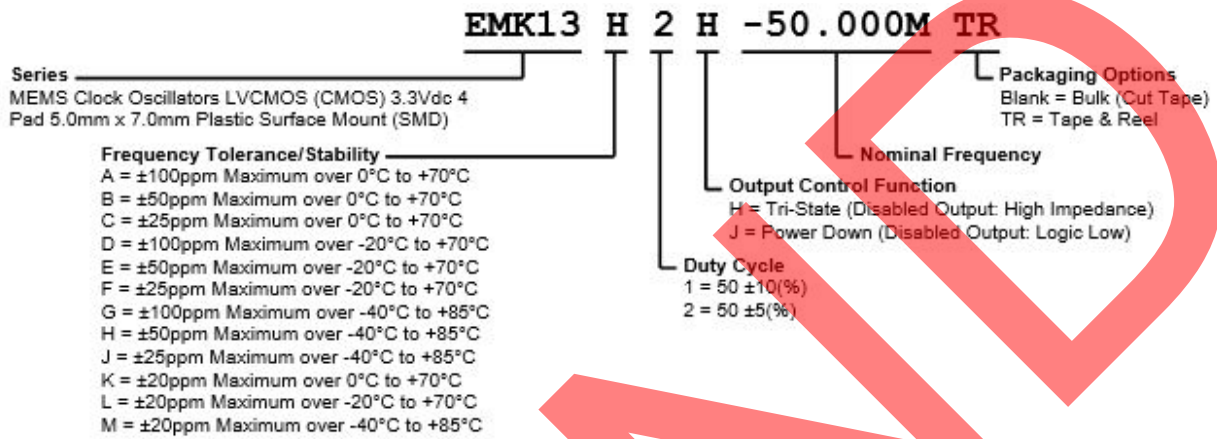 EMK13 H 2 H -50.000M TR
Series
MEMS Clock Oscillators LVCMOS (CMOS) 3.3Vdc 4
Pad 5.0mm x 7.0mm Plastic Surface Mount (SMD)
Frequency Tolerance/Stability
A = ±100ppm Maximum over 0°C to +70°C
B = ±50ppm Maximum over 0°C to +70°C
C = ±25ppm Maximum over 0°C to +70°C
D = ±100ppm Maximum over -20°C to +70°C
E = ±50ppm Maximum over -20°C to +70°C
F = ±25ppm Maximum over -20°C to +70°C
G = ±100ppm Maximum over -40°C to +85°C
H = ±50ppm Maximum over -40°C to +85°C
J = ±25ppm Maximum over -40°C to +85°C
K = ±20ppm Maximum over 0°C to +70°C
L = ±20ppm Maximum over -20°C to +70°C
M = ±20ppm Maximum over -40°C to +85°C
Packaging Options
Blank = Bulk (Cut Tape)
TR = Tape & Reel
Nominal Frequency
Output Control Function
H = Tri-State (Disabled Output: High Impedance)
J = Power Down (Disabled Output: Logic Low)
Duty Cycle
1 = 50 ±10(%)
2 = 50 ±5(%)